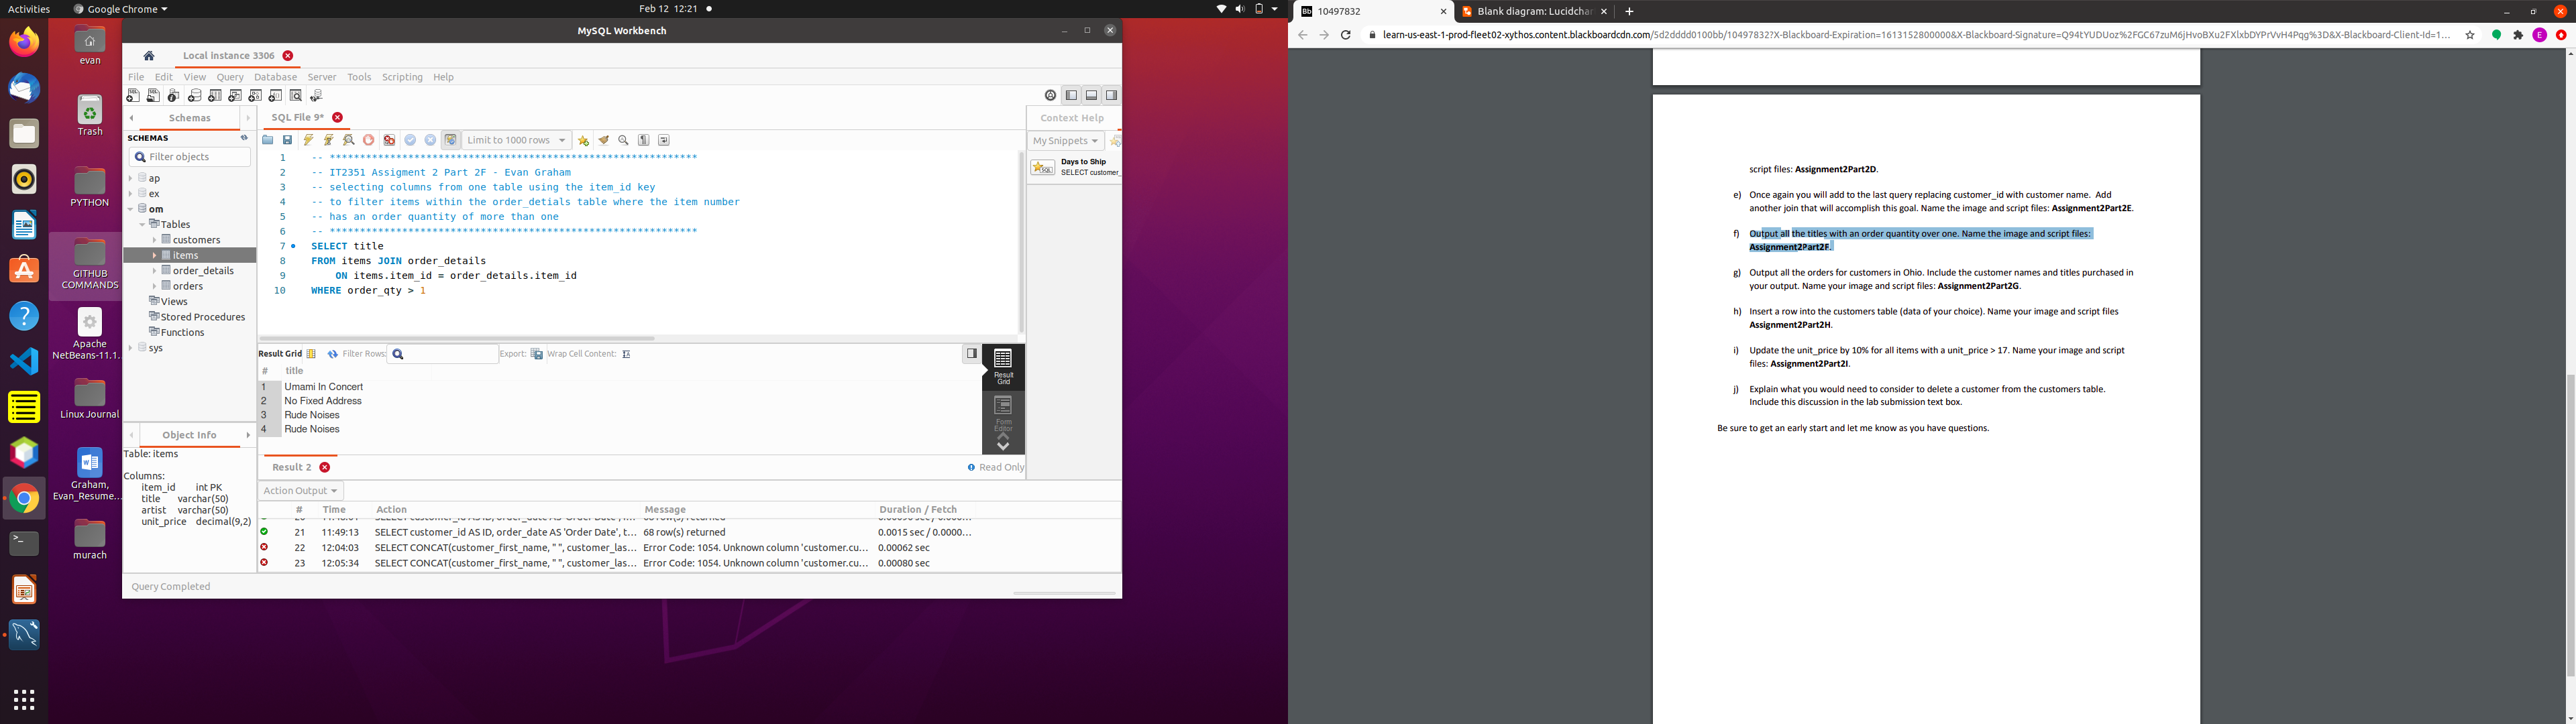 Activities
Google Chrome
Feb 12 12:21
evan
Trash
PYTHON
GITHUB
COMMANDS
Apache
NetBeans-11.1...
Linux Journal
Graham,
Evan_Resume...
murach
MySQL Workbench
Local instance 3306
File Edit View Query Database Server Tools Scripting Help
Schemas
SCHEMAS
Filter objects
ap
ex
om
Tables
customers
items
order_details
orders
Views
Stored Procedures
Functions
sys
Object Info
Table: items
Columns:
item_id int PK
title varchar(50)
artist varchar(50)
unit_price decimal(9,2)
Query Completed
SQL File 9*
Limit to 1000 rows
1 -- *************************************************************
2 -- IT2351 Assigment 2 Part 2F - Evan Graham
3 -- selecting columns from one table using the item_id key
4 -- to filter items within the order_detials table where the item number
5 -- has an order quantity of more than one
6 -- *************************************************************
7 SELECT title
8 FROM items JOIN order_details
9 ON items.item_id = order_details.item_id
10 WHERE order_qty > 1
Result Grid Filter Rows: Export: Wrap Cell Content:
# title
1 Umami In Concert
2 No Fixed Address
3 Rude Noises
4 Rude Noises
Result
Grid
Form
Editor
Result 2
Read Only
Context Help
My Snippets
Days to Ship
SELECT customer_
SQL
Action Output
# Time Action Message Duration / Fetch
21 11:49:13 SELECT customer_id AS ID, order_date AS 'Order Date', t... 68 row(s) returned 0.0015 sec / 0.0000...
22 12:04:03 SELECT CONCAT(customer_first_name, " ", customer_las... Error Code: 1054. Unknown column 'customer.cu... 0.00062 sec
23 12:05:34 SELECT CONCAT(customer_first_name, " ", customer_las... Error Code: 1054. Unknown column 'customer.cu... 0.00080 sec
Bb 10497832
Blank diagram: Lucidchar
learn-us-east-1-prod-fleet02-xythos.content.blackboardcdn.com/5d2dddd0100bb/10497832?X-Blackboard-Expiration=1613152800000&X-Blackboard-Signature=Q94tYUDUoz%2FGC67zuM6jHvoBXu2FXlxbDYPrVvH4Pqg%3D&X-Blackboard-Client-Id=1...
E
script files: Assignment2Part2D.
e) Once again you will add to the last query replacing customer_id with customer name. Add
another join that will accomplish this goal. Name the image and script files: Assignment2Part2E.
f) Output all the titles with an order quantity over one. Name the image and script files:
Assignment2Part2F.
g) Output all the orders for customers in Ohio. Include the customer names and titles purchased in
your output. Name your image and script files: Assignment2Part2G.
h) Insert a row into the customers table (data of your choice). Name your image and script files
Assignment2Part2H.
i) Update the unit_price by 10% for all items with a unit_price > 17. Name your image and script
files: Assignment2Part2I.
j) Explain what you would need to consider to delete a customer from the customers table.
Include this discussion in the lab submission text box.
Be sure to get an early start and let me know as you have questions.